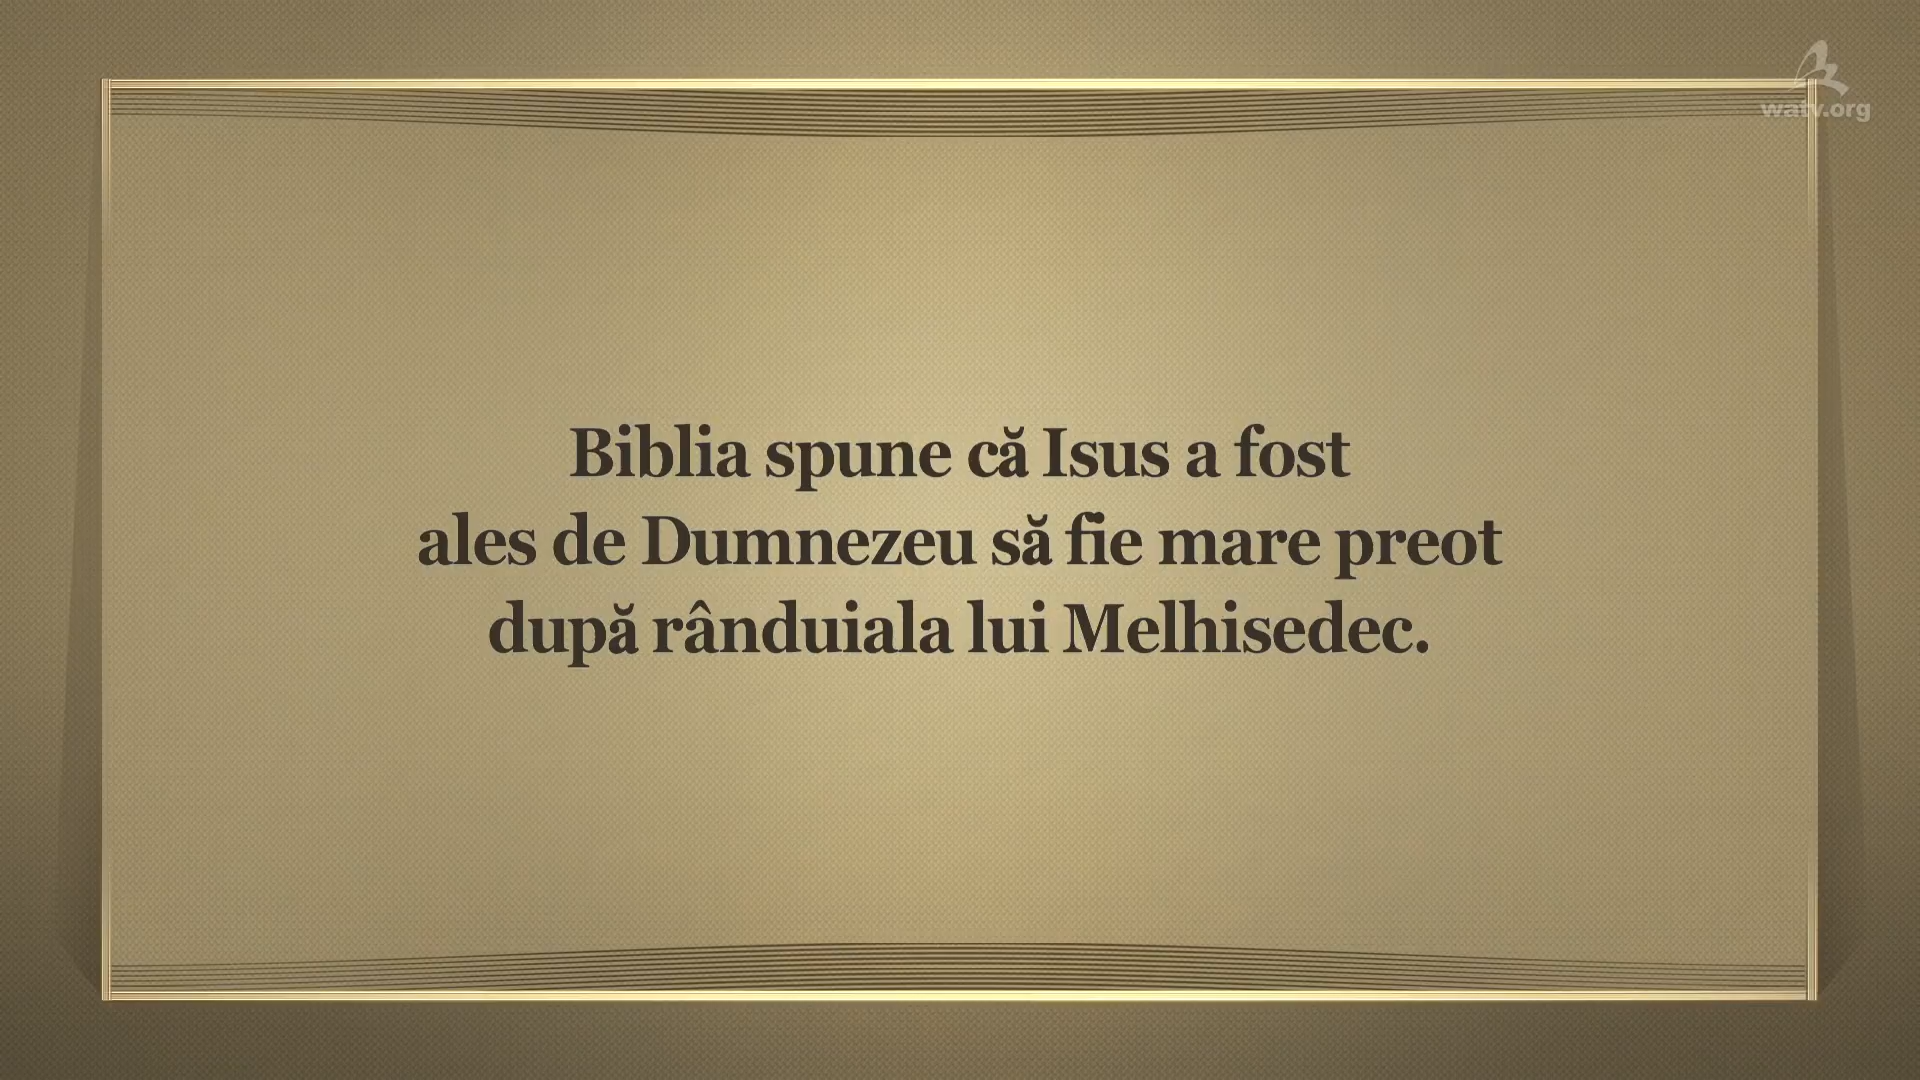 watv.org
Biblia spune că Isus a fost
ales de Dumnezeu să fie mare preot
după rânduiala lui Melhisedec.